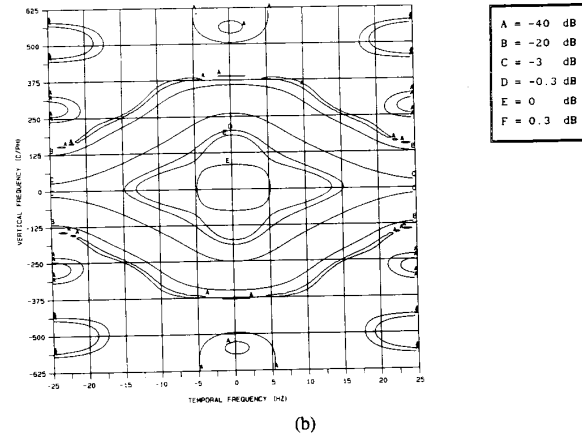 625
500
375
250
125
0
-125
-250
-375
-500
-625
VERTICAL FREQUENCY (C/PH)
-25 -20 -15 -10 -5 0 5 10 15 20 25
TEMPORAL FREQUENCY (HZ)
A = -40 dB
B = -20 dB
C = -3 dB
D = -0.3 dB
E = 0 dB
F = 0.3 dB
E
(b)